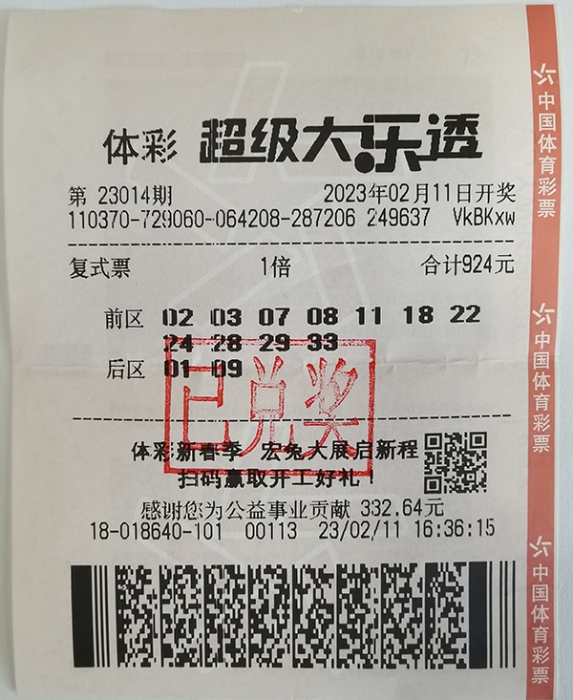 体彩 超级大乐透
第 23014期 2023年02月11日开奖
110370-729060-064208-287206 249637 VkBKxw
复式票 1倍 合计924元
前区 02 03 07 08 11 18 22
24 28 29 33
后区 01 09
已兑奖
体彩新春季 宏兔大展启新程
扫码赢取开工好礼！
感谢您为公益事业贡献 332.64元
18-018640-101 00113 23/02/11 16:36:15
中国体育彩票
中国体育彩票
中国体育彩票